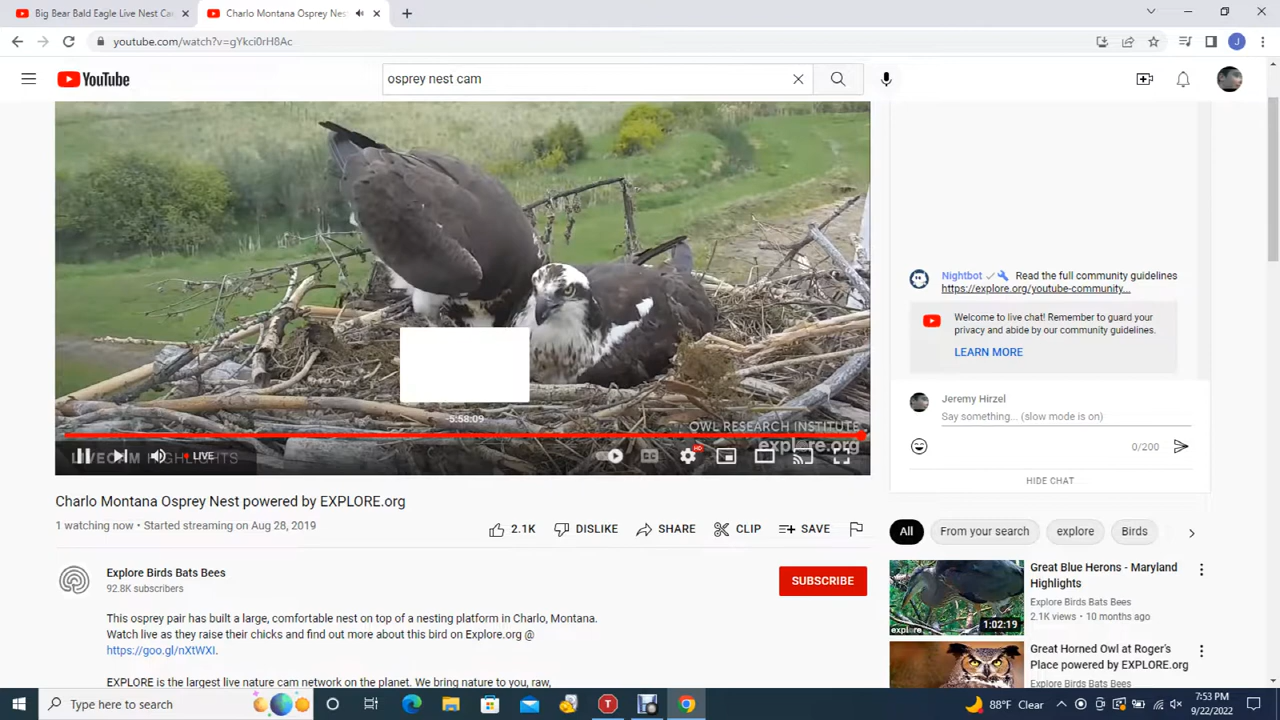 Big Bear Bald Eagle Live Nest Ca
Charlo Montana Osprey Nes
youtube.com/watch?v=gYkci0rH8Ac
J
YouTube
osprey nest cam
Nightbot Read the full community guidelines
https://explore.org/youtube-community...
Welcome to live chat! Remember to guard your
privacy and abide by our community guidelines.
LEARN MORE
Jeremy Hirzel
Say something... (slow mode is on)
0/200
HIDE CHAT
-5:58:09
OWL RESEARCH INSTITUTE
explore.org
LIVECAM HIGHLIGHTS
LIVE
HD
Charlo Montana Osprey Nest powered by EXPLORE.org
1 watching now • Started streaming on Aug 28, 2019
2.1K DISLIKE SHARE CLIP SAVE
All From your search explore Birds
Explore Birds Bats Bees
92.8K subscribers
SUBSCRIBE
This osprey pair has built a large, comfortable nest on top of a nesting platform in Charlo, Montana.
Watch live as they raise their chicks and find out more about this bird on Explore.org @
https://goo.gl/nXtWXI.
EXPLORE is the largest live nature cam network on the planet. We bring nature to you, raw,
Great Blue Herons - Maryland
Highlights
Explore Birds Bats Bees
2.1K views • 10 months ago
explore
1:02:19
Great Horned Owl at Roger's
Place powered by EXPLORE.org
Explore Birds Bats Bees
Type here to search
T
88°F Clear
7:53 PM
9/22/2022